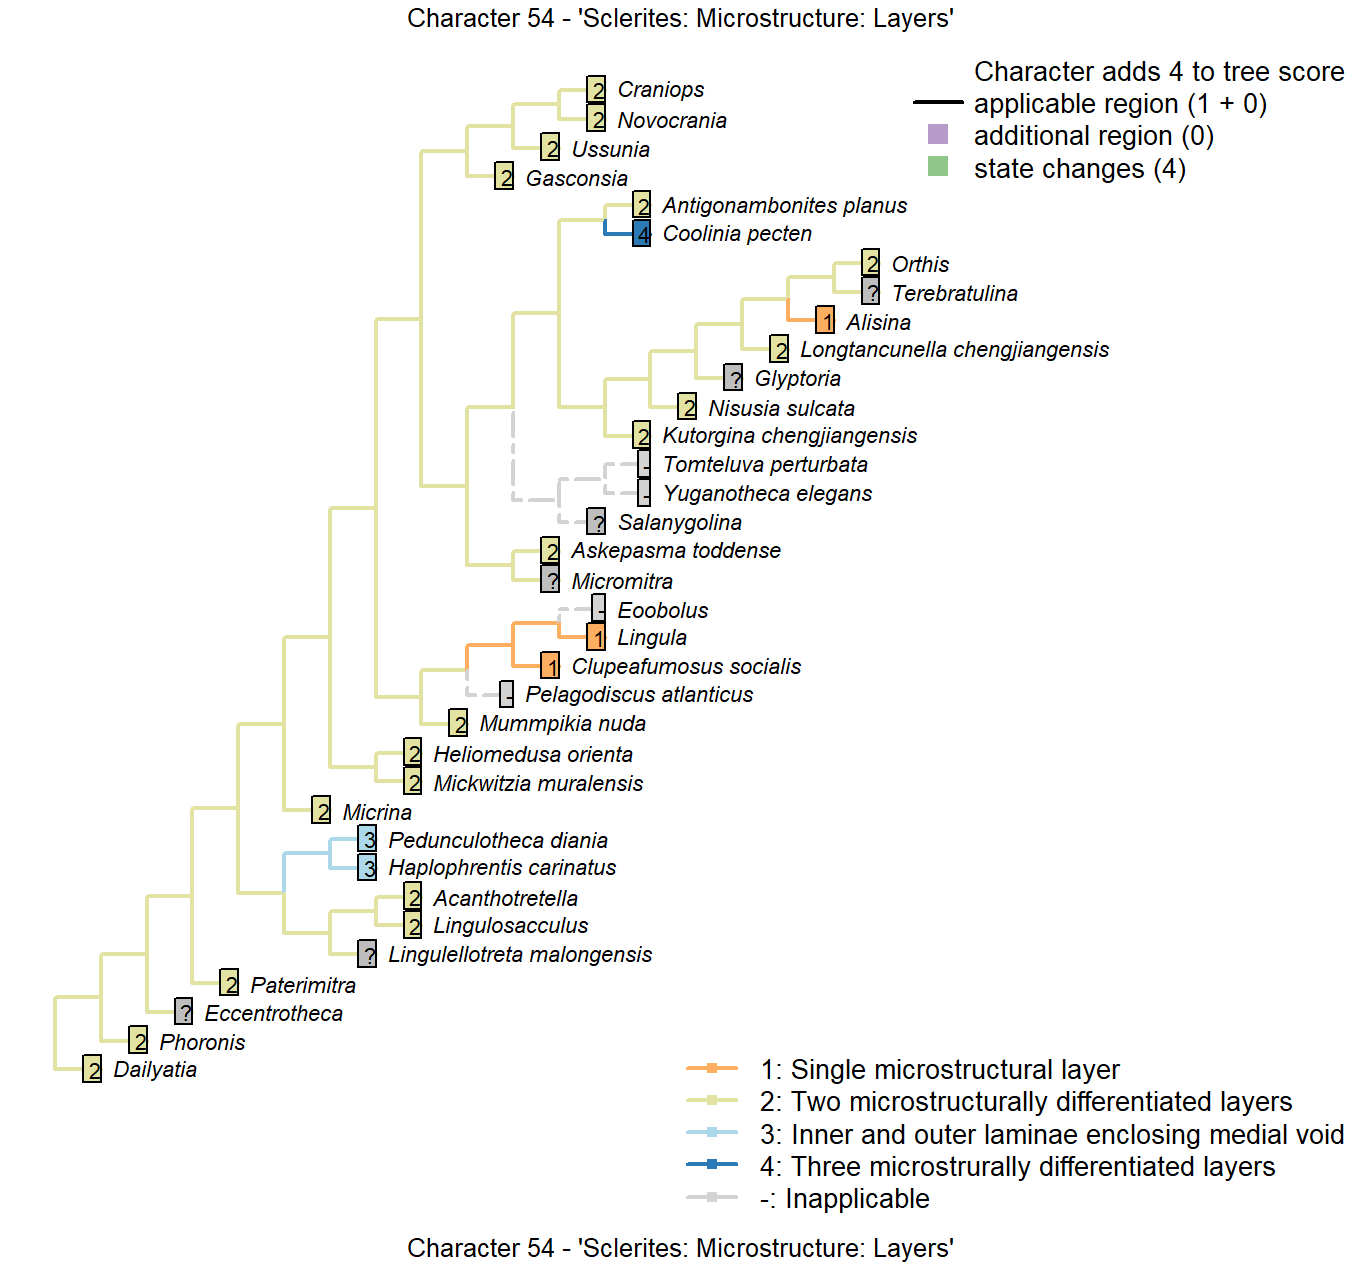 Character 54 - 'Sclerites: Microstructure: Layers'
Character adds 4 to tree score
applicable region (1 + 0)
additional region (0)
state changes (4)
2 Craniops
2 Novocrania
2 Ussunia
2 Gasconsia
2 Antigonambonites planus
4 Coolinia pecten
2 Orthis
? Terebratulina
1 Alisina
2 Longtancunella chengjiangensis
? Glyptoria
2 Nisusia sulcata
2 Kutorgina chengjiangensis
- Tomteluva perturbata
- Yuganotheca elegans
? Salanygolina
2 Askepasma toddense
? Micromitra
- Eoobolus
1 Lingula
1 Clupeafumosus socialis
- Pelagodiscus atlanticus
2 Mummpikia nuda
2 Heliomedusa orienta
2 Mickwitzia muralensis
2 Micrina
3 Pedunculotheca diania
3 Haplophrentis carinatus
2 Acanthotretella
2 Lingulosacculus
? Lingulellotreta malongensis
2 Paterimitra
? Eccentrotheca
2 Phoronis
2 Dailyatia
1: Single microstructural layer
2: Two microstructurally differentiated layers
3: Inner and outer laminae enclosing medial void
4: Three microstrurally differentiated layers
-: Inapplicable
Character 54 - 'Sclerites: Microstructure: Layers'